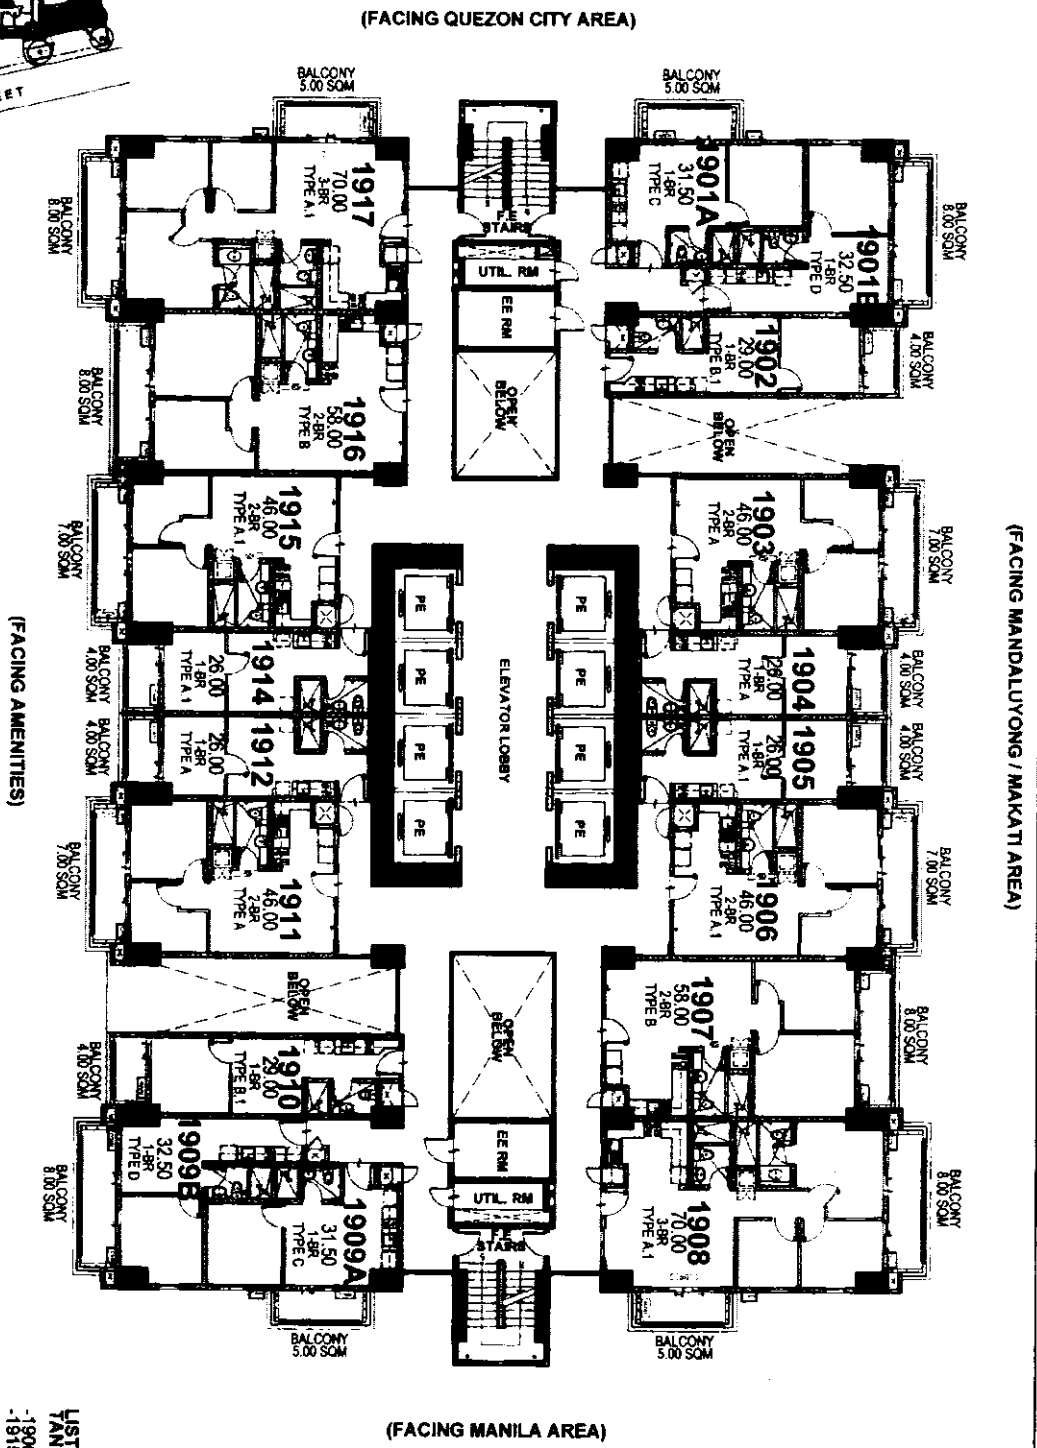 (FACING QUEZON CITY AREA)
BALCONY
5.00 SQM
BALCONY
5.00 SQM
1917
70.00
3-BR
TYPE A.1
BALCONY
8.00 SQM
F.E
STAIRS
UTIL. RM
EE RM
OPEN
BELOW
1901A
31.50
1-BR
TYPE C
1901B
32.50
1-BR
TYPE D
BALCONY
8.00 SQM
1902
29.00
1-BR
TYPE B.1
BALCONY
4.00 SQM
OPEN
BELOW
1916
58.00
2-BR
TYPE B
BALCONY
8.00 SQM
1915
46.00
2-BR
TYPE A.1
BALCONY
7.00 SQM
1903
46.00
2-BR
TYPE A
BALCONY
7.00 SQM
(FACING MANDALUYONG / MAKATI AREA)
(FACING AMENITIES)
PE
PE
PE
PE
ELEVATOR LOBBY
PE
PE
PE
PE
1914
26.00
1-BR
TYPE A.1
BALCONY
4.00 SQM
1904
26.00
1-BR
TYPE A
BALCONY
4.00 SQM
1912
26.00
1-BR
TYPE A
BALCONY
4.00 SQM
1905
26.00
1-BR
TYPE A.1
BALCONY
4.00 SQM
1911
46.00
2-BR
TYPE A
BALCONY
7.00 SQM
1906
46.00
2-BR
TYPE A.1
BALCONY
7.00 SQM
OPEN
BELOW
OPEN
BELOW
1907
58.00
2-BR
TYPE B
BALCONY
8.00 SQM
1910
29.00
1-BR
TYPE B.1
BALCONY
4.00 SQM
1909B
32.50
1-BR
TYPE D
BALCONY
8.00 SQM
1909A
31.50
1-BR
TYPE C
EE RM
UTIL. RM
F.E
STAIRS
1908
70.00
3-BR
TYPE A.1
BALCONY
8.00 SQM
BALCONY
5.00 SQM
BALCONY
5.00 SQM
(FACING MANILA AREA)
LIST
TAN